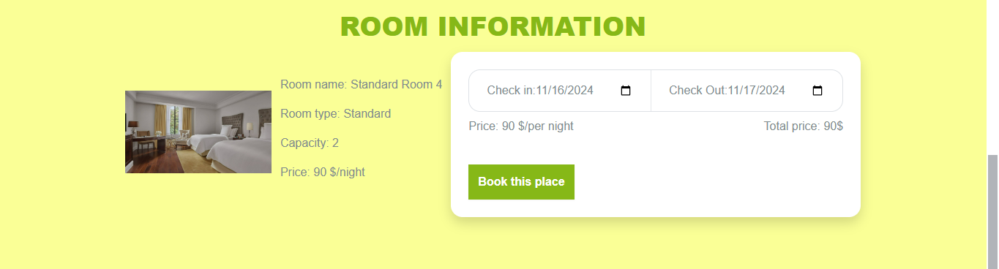 ROOM INFORMATION
Room name: Standard Room 4
Room type: Standard
Capacity: 2
Price: 90 $/night
Check in:11/16/2024
Check Out:11/17/2024
Price: 90 $/per night
Total price: 90$
Book this place